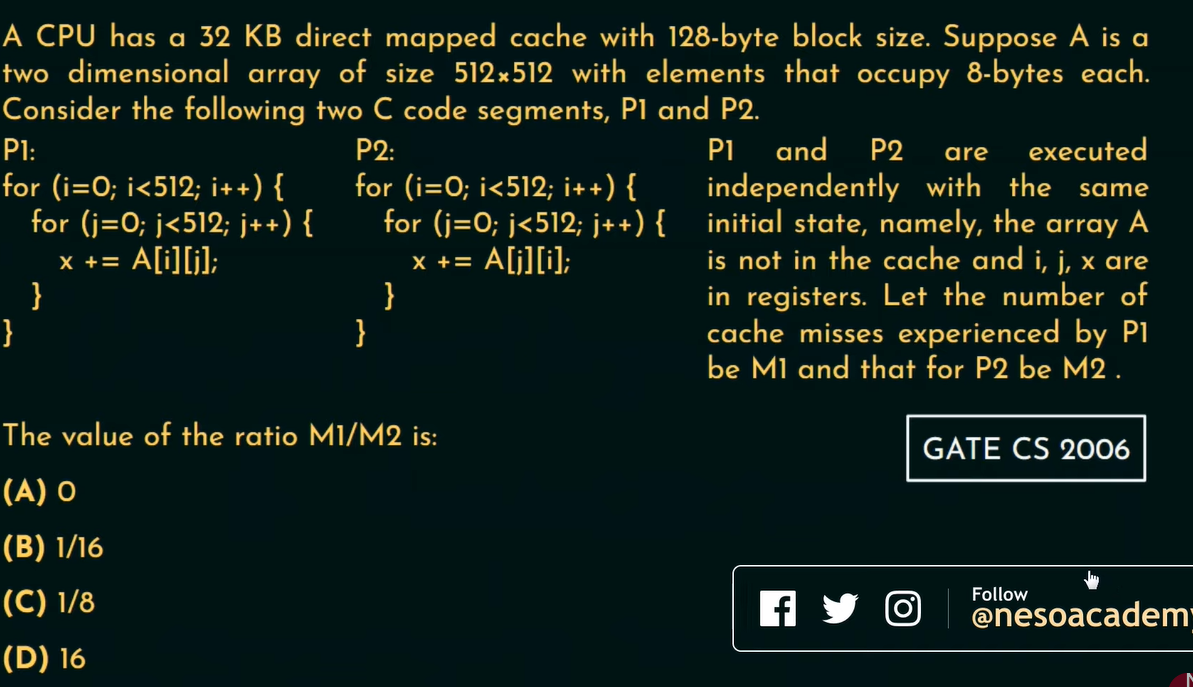 A CPU has a 32 KB direct mapped cache with 128-byte block size. Suppose A is a
two dimensional array of size 512×512 with elements that occupy 8-bytes each.
Consider the following two C code segments, P1 and P2.
P1:
for (i=0; i<512; i++) {
for (j=0; j<512; j++) {
x += A[i][j];
}
}
P2:
for (i=0; i<512; i++) {
for (j=0; j<512; j++) {
x += A[j][i];
}
}
P1 and P2 are executed
independently with the same
initial state, namely, the array A
is not in the cache and i, j, x are
in registers. Let the number of
cache misses experienced by P1
be M1 and that for P2 be M2 .
The value of the ratio M1/M2 is:
GATE CS 2006
(A) 0
(B) 1/16
(C) 1/8
(D) 16
Follow
@nesoacademy